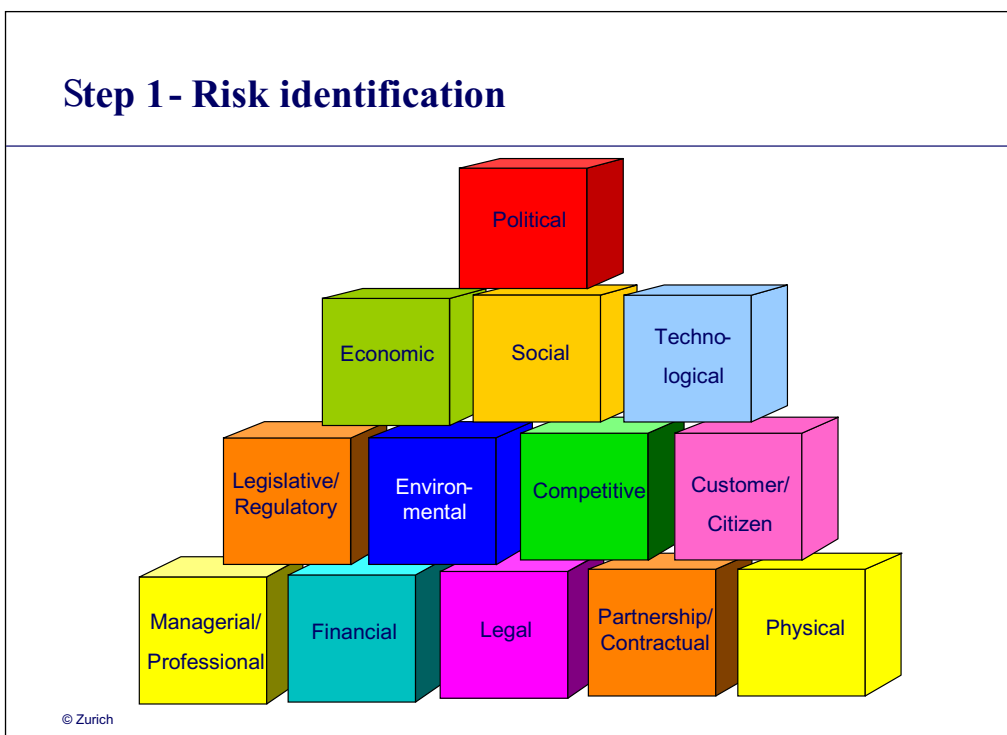 Step 1- Risk identification
Political
Economic
Social
Techno-
logical
Legislative/
Regulatory
Environ-
mental
Competitive
Customer/
Citizen
Managerial/
Professional
Financial
Legal
Partnership/
Contractual
Physical
© Zurich